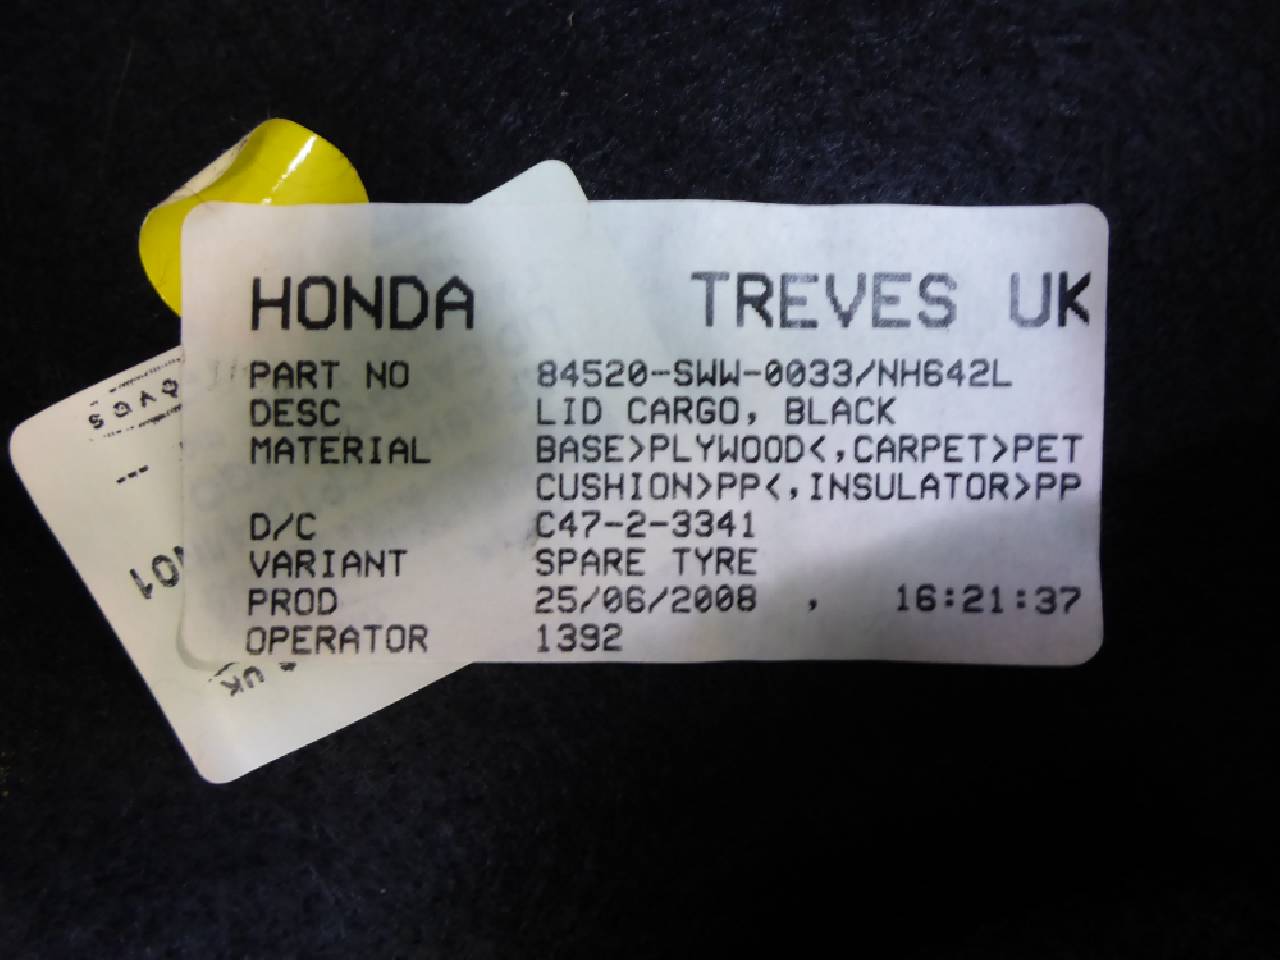 HONDA TREVES UK
PART NO 84520-SWW-0033/NH642L
DESC LID CARGO, BLACK
MATERIAL BASE>PLYWOOD<,CARPET>PET
CUSHION>PP<,INSULATOR>PP
D/C C47-2-3341
VARIANT SPARE TYRE
PROD 25/06/2008 , 16:21:37
OPERATOR 1392
UK